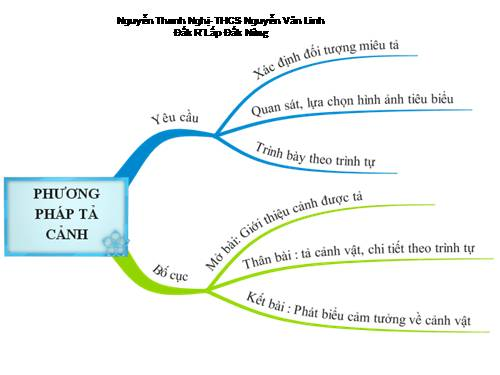 Nguyễn Thanh Nghị- THCS Nguyễn Văn Linh
Đăk R'Lấp Đăk Nông
Yêu cầu
Xác định đối tượng miêu tả
Quan sát, lựa chọn hình ảnh tiêu biểu
Trình bày theo trình tự
PHƯƠNG
PHÁP TẢ
CẢNH
Bố cục
Mở bài: Giới thiệu cảnh được tả
Thân bài : tả cảnh vật, chi tiết theo trình tự
Kết bài : Phát biểu cảm tưởng về cảnh vật